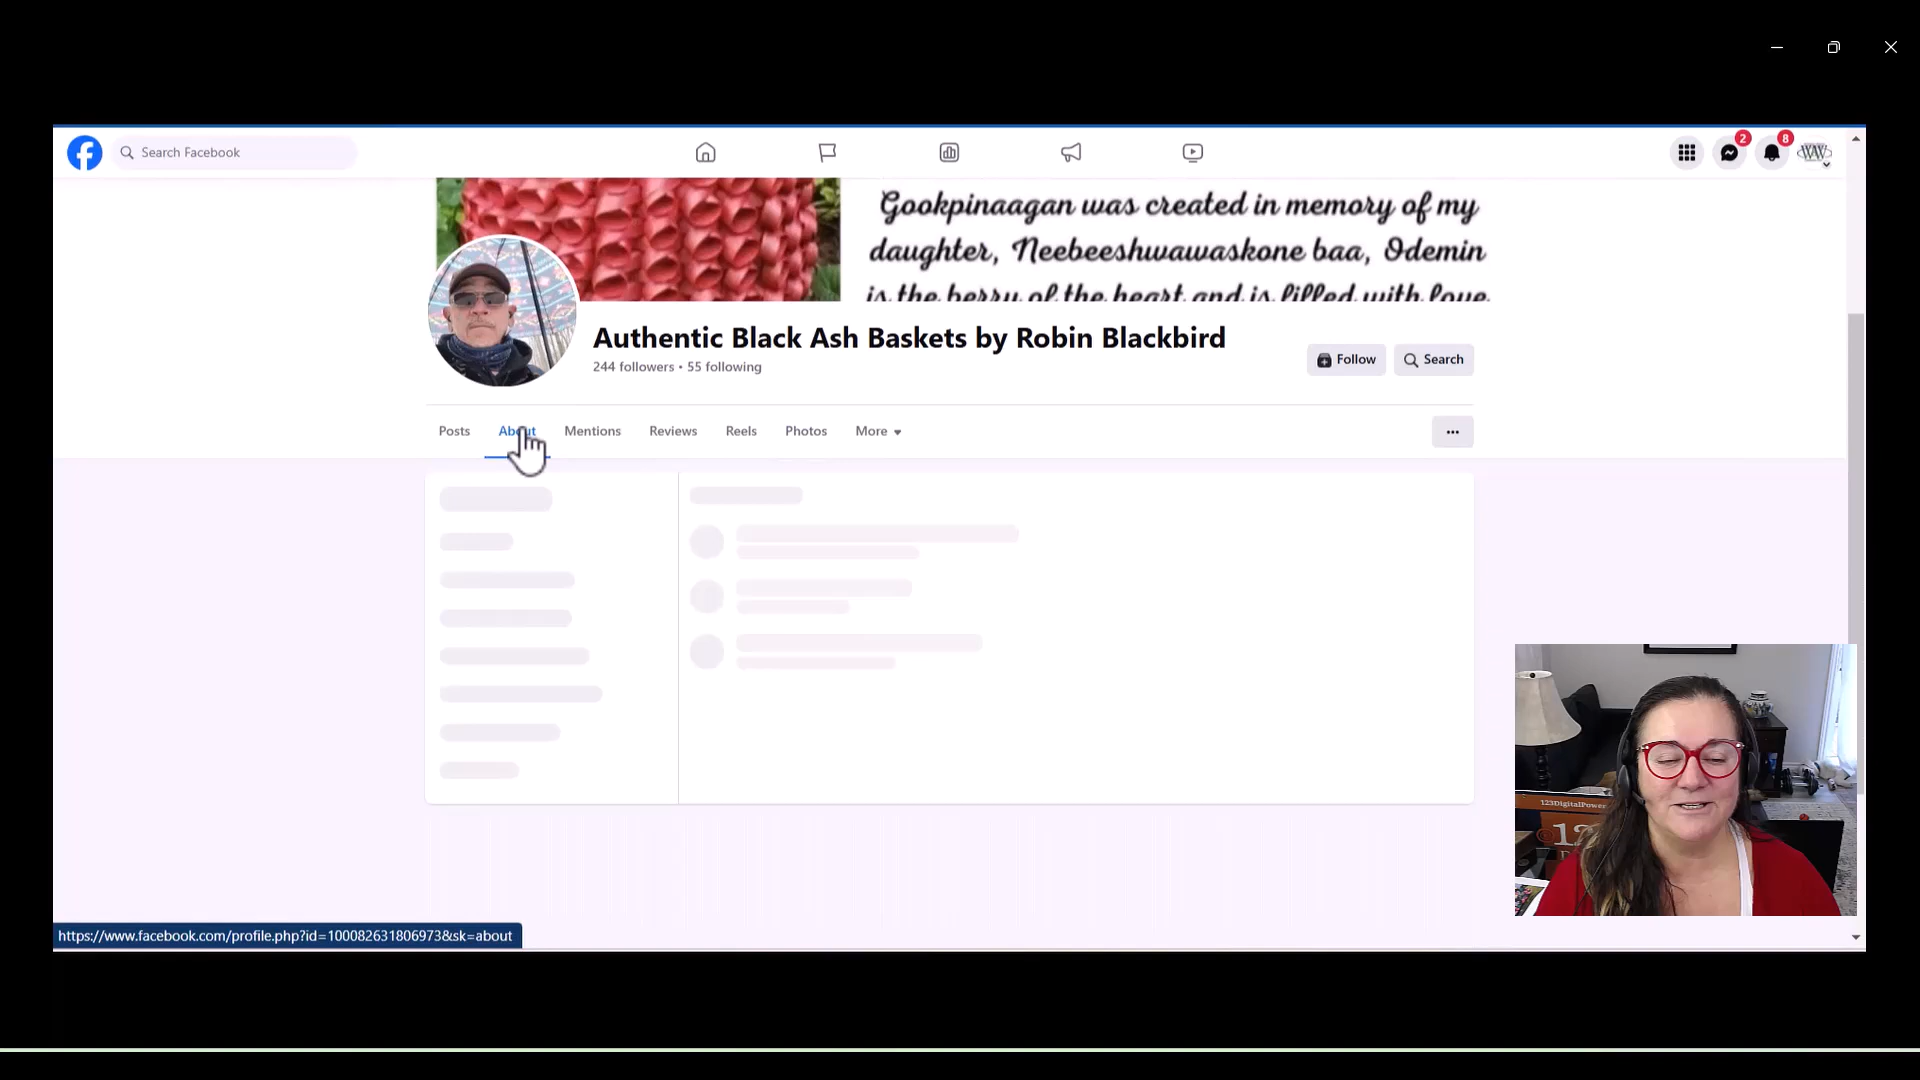 Search Facebook
2
8
Gookpinaagan was created in memory of my
daughter, Neebeeshwawaskone baa, Odemin
is the berry of the heart and is filled with love
Authentic Black Ash Baskets by Robin Blackbird
244 followers • 55 following
Follow
Search
Posts
About
Mentions
Reviews
Reels
Photos
More
123DigitalPower
https://www.facebook.com/profile.php?id=100082631806973&sk=about